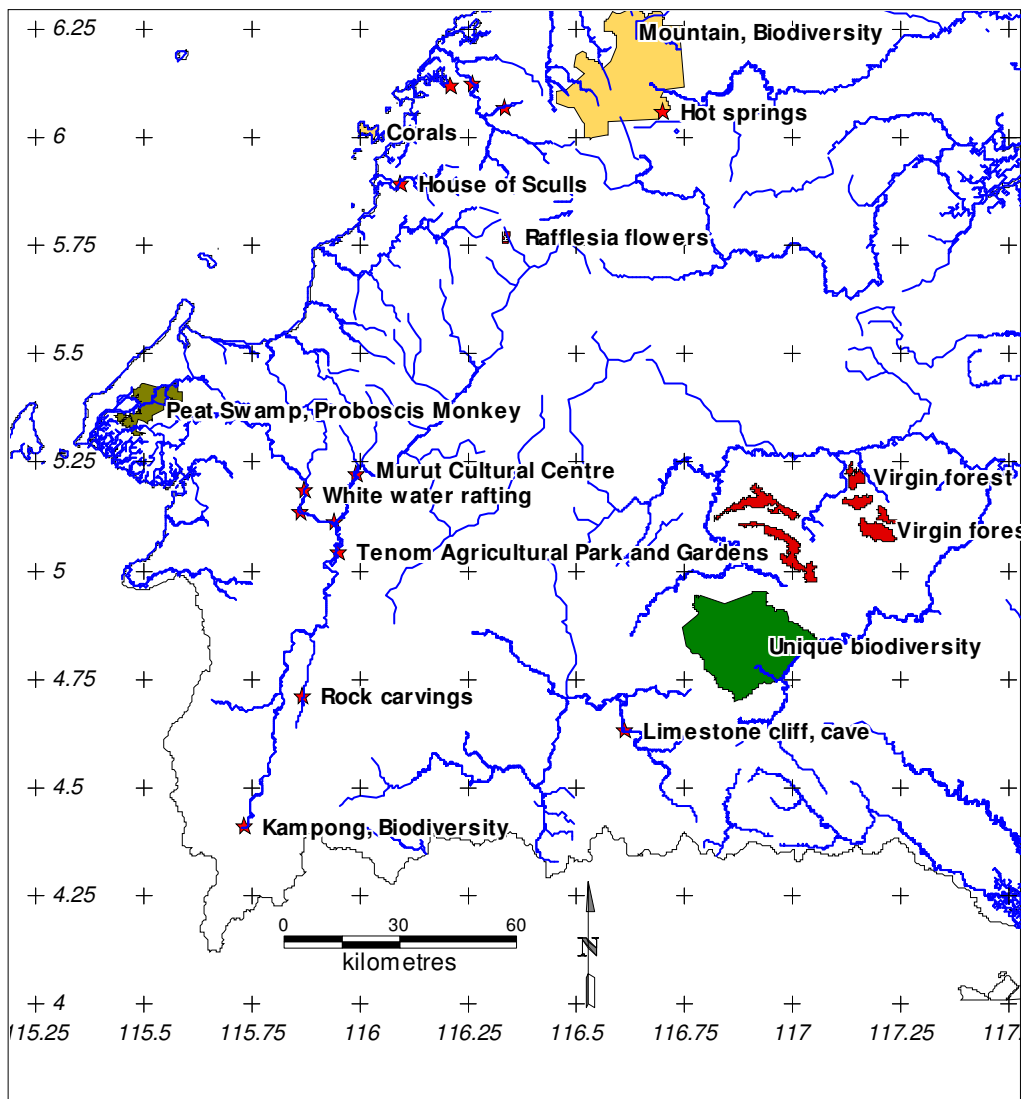 6.25
Mountain, Biodiversity
Hot springs
6
Corals
House of Sculls
Rafflesia flowers
5.75
5.5
Peat Swamp, Proboscis Monkey
5.25
Murut Cultural Centre
Virgin forest
White water rafting
Virgin fores
Tenom Agricultural Park and Gardens
5
Unique biodiversity
4.75
Rock carvings
Limestone cliff, cave
4.5
Kampong, Biodiversity
4.25
0 30 60
kilometres
N
4
115.25 115.5 115.75 116 116.25 116.5 116.75 117 117.25 117.